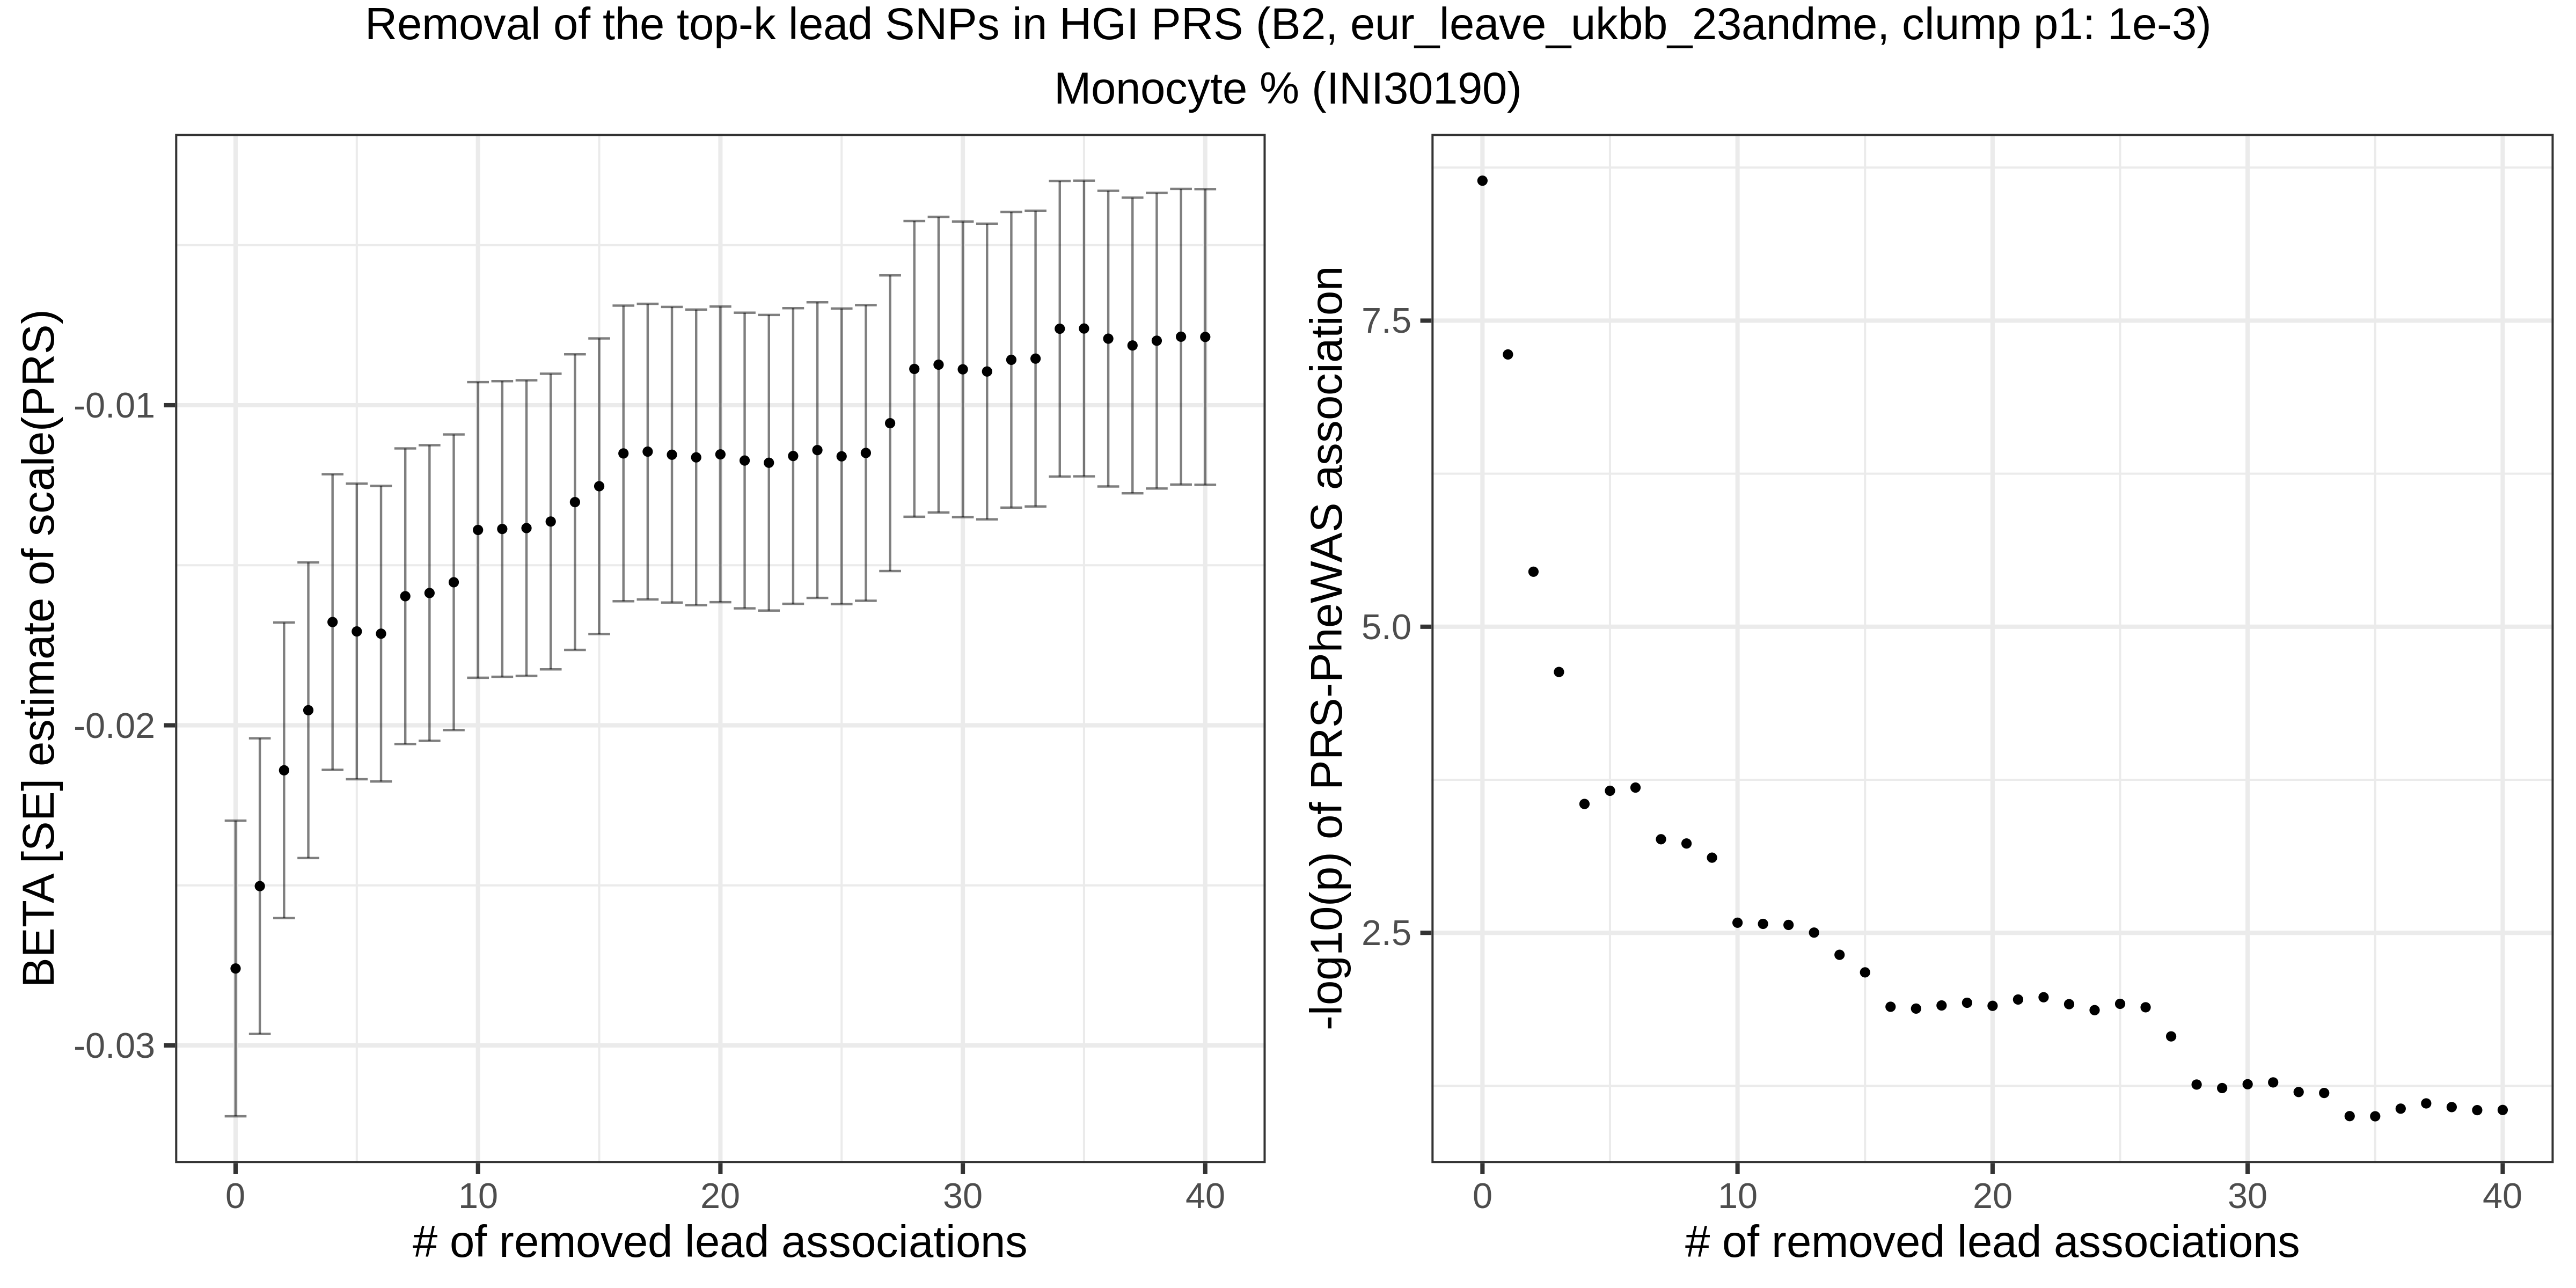 Removal of the top-k lead SNPs in HGI PRS (B2, eur_leave_ukbb_23andme, clump p1: 1e-3)
Monocyte % (INI30190)
BETA [SE] estimate of scale(PRS)
-0.01
-0.02
-0.03
0 10 20 30 40
# of removed lead associations
-log10(p) of PRS-PheWAS association
7.5
5.0
2.5
0 10 20 30 40
# of removed lead associations